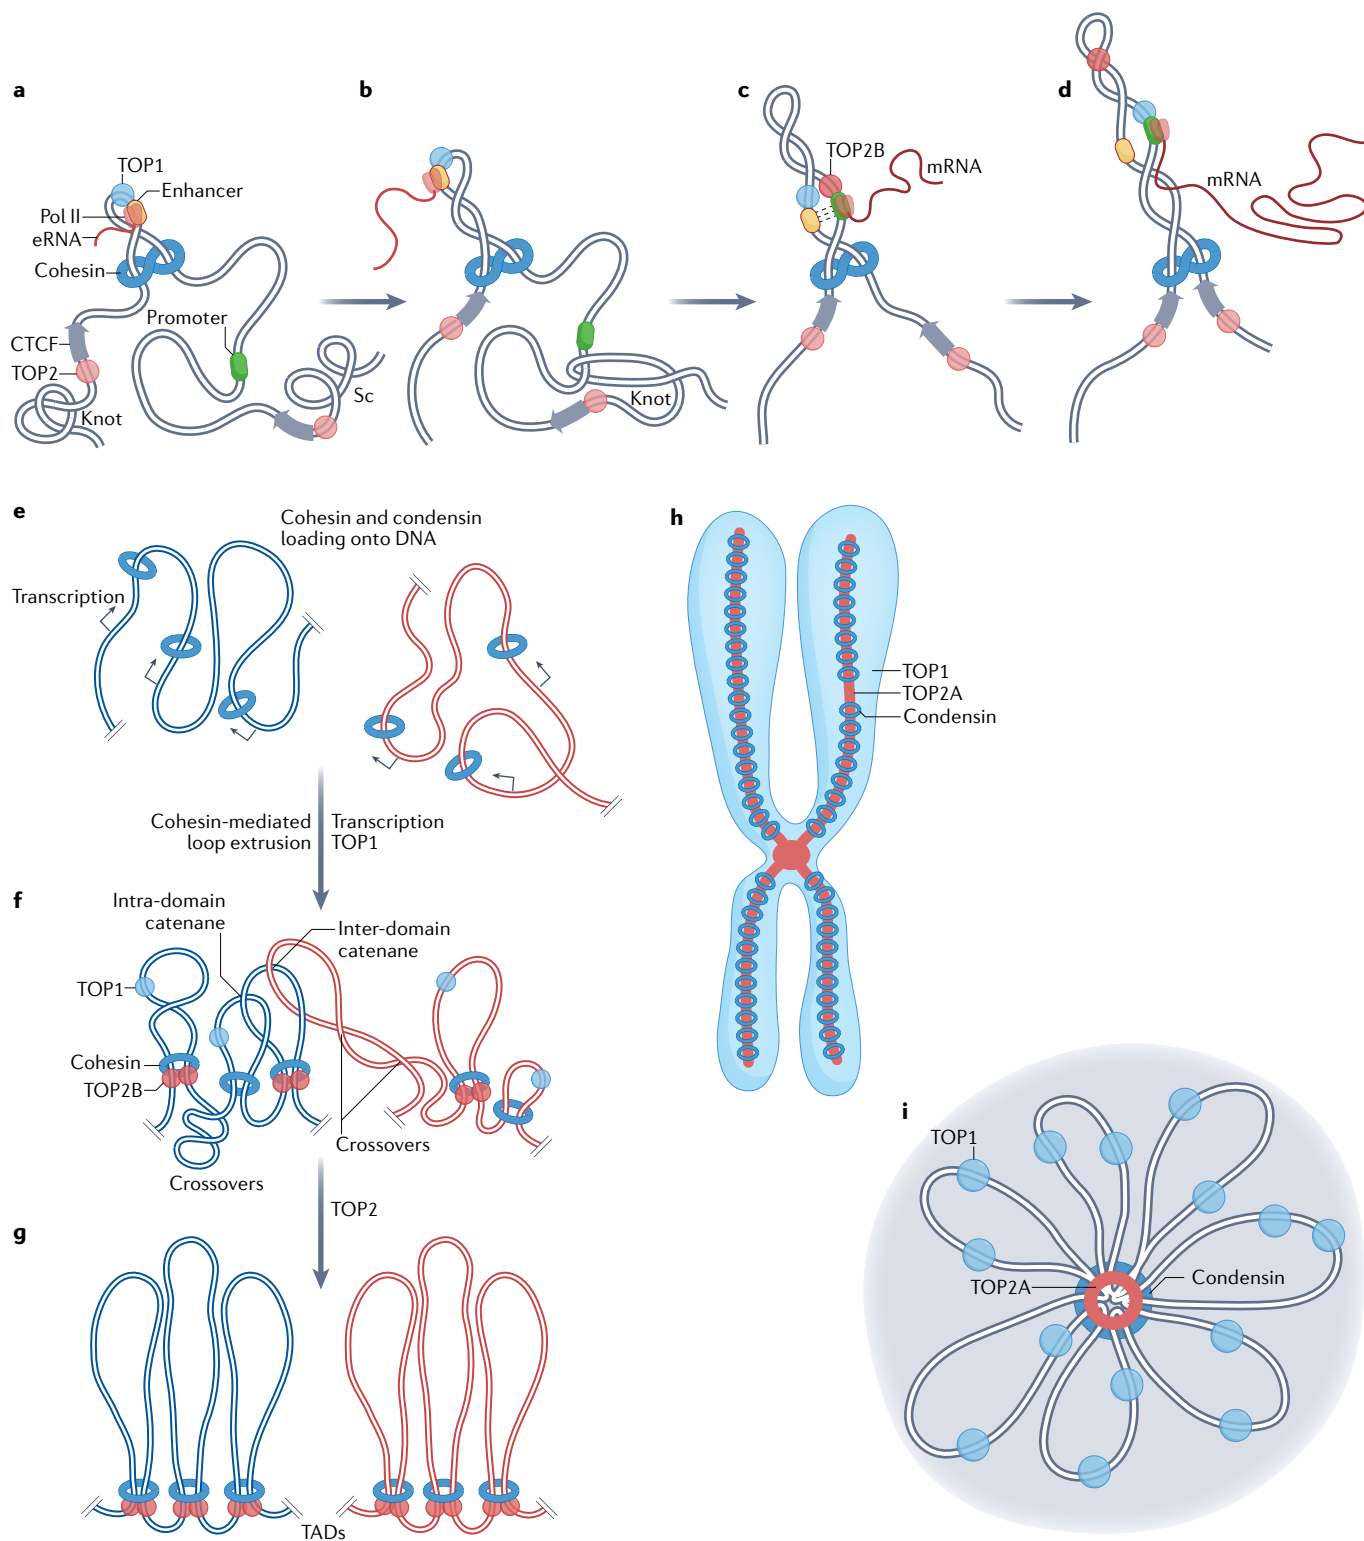 a
TOP1
Enhancer
Pol II
eRNA
Cohesin
Promoter
CTCF
TOP2
Knot
Sc
b
Knot
c
TOP2B
mRNA
d
mRNA
e
Cohesin and condensin
loading onto DNA
Transcription
Cohesin-mediated
loop extrusion
Transcription
TOP1
f
Intra-domain
catenane
Inter-domain
catenane
TOP1
Cohesin
TOP2B
Crossovers
Crossovers
TOP2
g
TADs
h
TOP1
TOP2A
Condensin
i
TOP1
TOP2A
Condensin